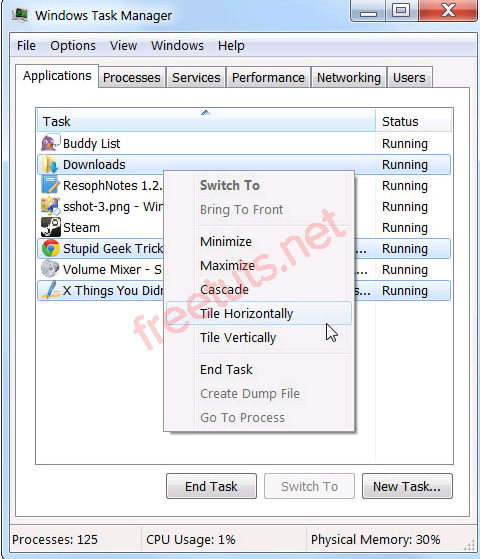 Windows Task Manager
File Options View Windows Help
Applications Processes Services Performance Networking Users
Task Status
Buddy List Running
Downloads Running
ResophNotes 1.2. Running
sshot-3.png - Win Running
Steam Running
Stupid Geek Trick ... Running
Volume Mixer - S ... Running
X Things You Didn s... Running
Switch To
Bring To Front
Minimize
Maximize
Cascade
Tile Horizontally
Tile Vertically
End Task
Create Dump File
Go To Process
freetuts.net
End Task Switch To New Task...
Processes: 125 CPU Usage: 1% Physical Memory: 30%